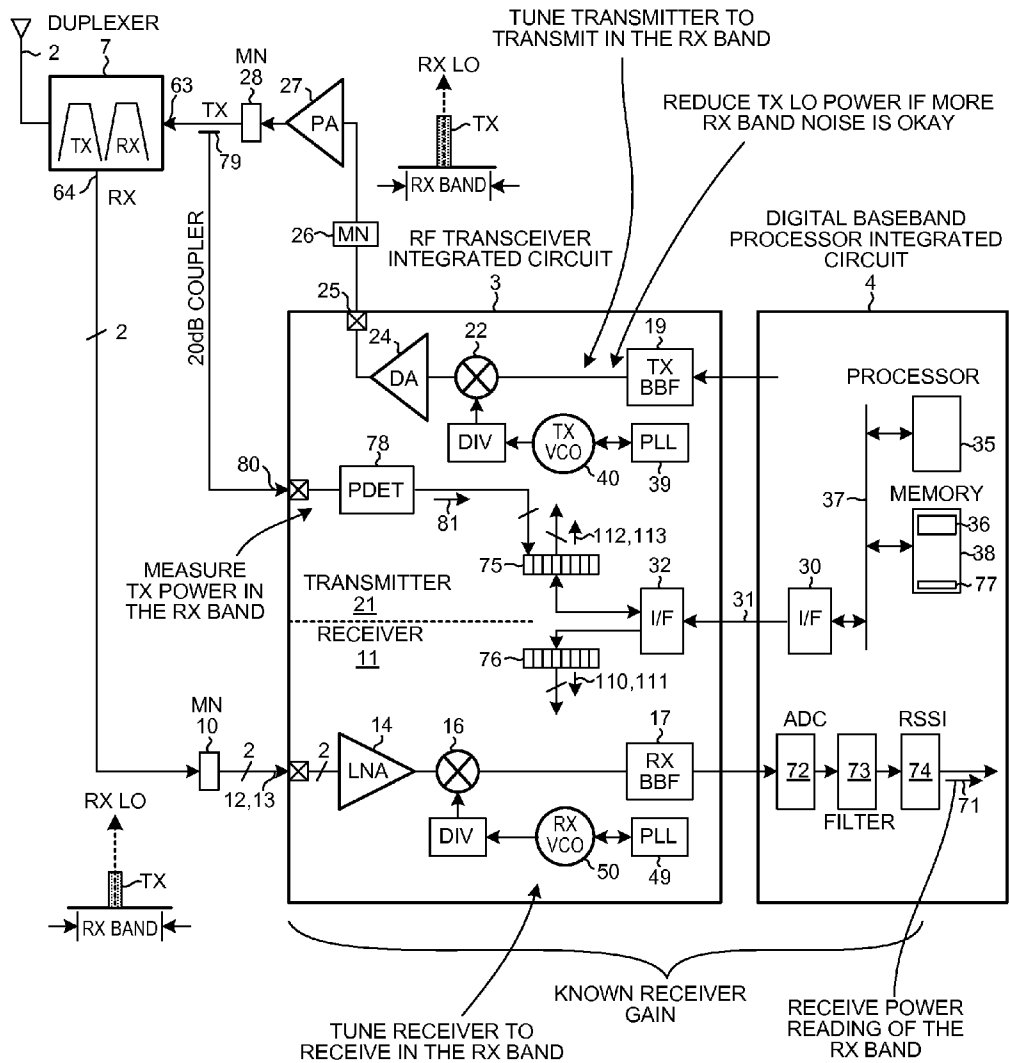 DUPLEXER
2
7
63
TX
RX
64
RX
MN
28
TX
79
27
PA
RX LO
TX
RX BAND
TUNE TRANSMITTER TO
TRANSMIT IN THE RX BAND
REDUCE TX LO POWER IF MORE
RX BAND NOISE IS OKAY
26
MN
RF TRANSCEIVER
INTEGRATED CIRCUIT
3
DIGITAL BASEBAND
PROCESSOR INTEGRATED
CIRCUIT
4
20dB COUPLER
2
25
24
DA
22
19
TX
BBF
DIV
TX
VCO
40
PLL
39
PROCESSOR
35
37
MEMORY
36
38
77
80
78
PDET
81
112,113
75
MEASURE
TX POWER IN
THE RX BAND
TRANSMITTER
21
RECEIVER
11
32
I/F
31
30
I/F
76
110,111
MN
10
2
12,13
2
14
LNA
16
17
RX
BBF
DIV
RX
VCO
50
PLL
49
ADC
72
73
FILTER
RSSI
74
71
RX LO
TX
RX BAND
KNOWN RECEIVER
GAIN
TUNE RECEIVER TO
RECEIVE IN THE RX BAND
RECEIVE POWER
READING OF THE
RX BAND